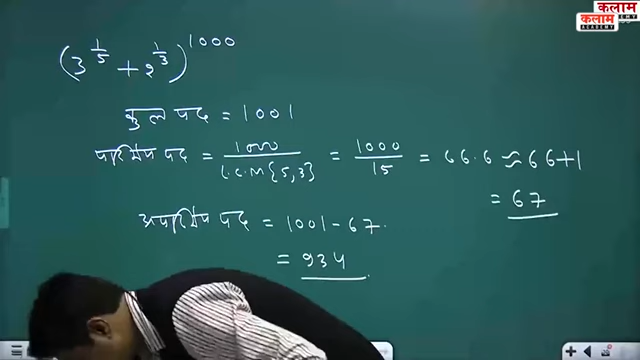 कलाम
कलाम
ACADEMY
(3^{1/5} + 2^{1/3})^{1000}
कुल पद = 1001
परिमेय पद = 1000 / L.C.M {5,3} = 1000 / 15 = 66.6 ≈ 66+1
= 67
अपरिमेय पद = 1001 - 67.
= 934